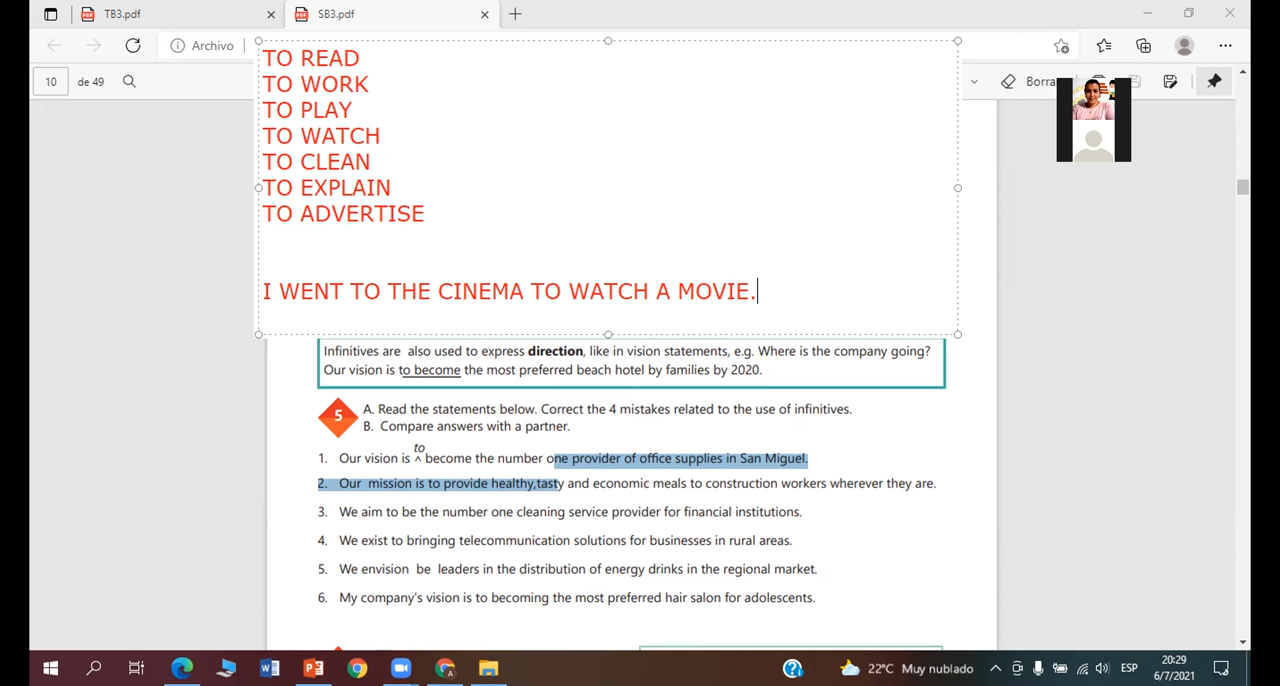 TB3.pdf
SB3.pdf
Archivo
10 de 49
Borra
TO READ
TO WORK
TO PLAY
TO WATCH
TO CLEAN
TO EXPLAIN
TO ADVERTISE
I WENT TO THE CINEMA TO WATCH A MOVIE.
Infinitives are also used to express direction, like in vision statements, e.g. Where is the company going?
Our vision is to become the most preferred beach hotel by families by 2020.
5
A. Read the statements below. Correct the 4 mistakes related to the use of infinitives.
B. Compare answers with a partner.
to
1. Our vision is ^ become the number one provider of office supplies in San Miguel.
2. Our mission is to provide healthy,tasty and economic meals to construction workers wherever they are.
3. We aim to be the number one cleaning service provider for financial institutions.
4. We exist to bringing telecommunication solutions for businesses in rural areas.
5. We envision be leaders in the distribution of energy drinks in the regional market.
6. My company's vision is to becoming the most preferred hair salon for adolescents.
22°C Muy nublado
ESP
20:29
6/7/2021